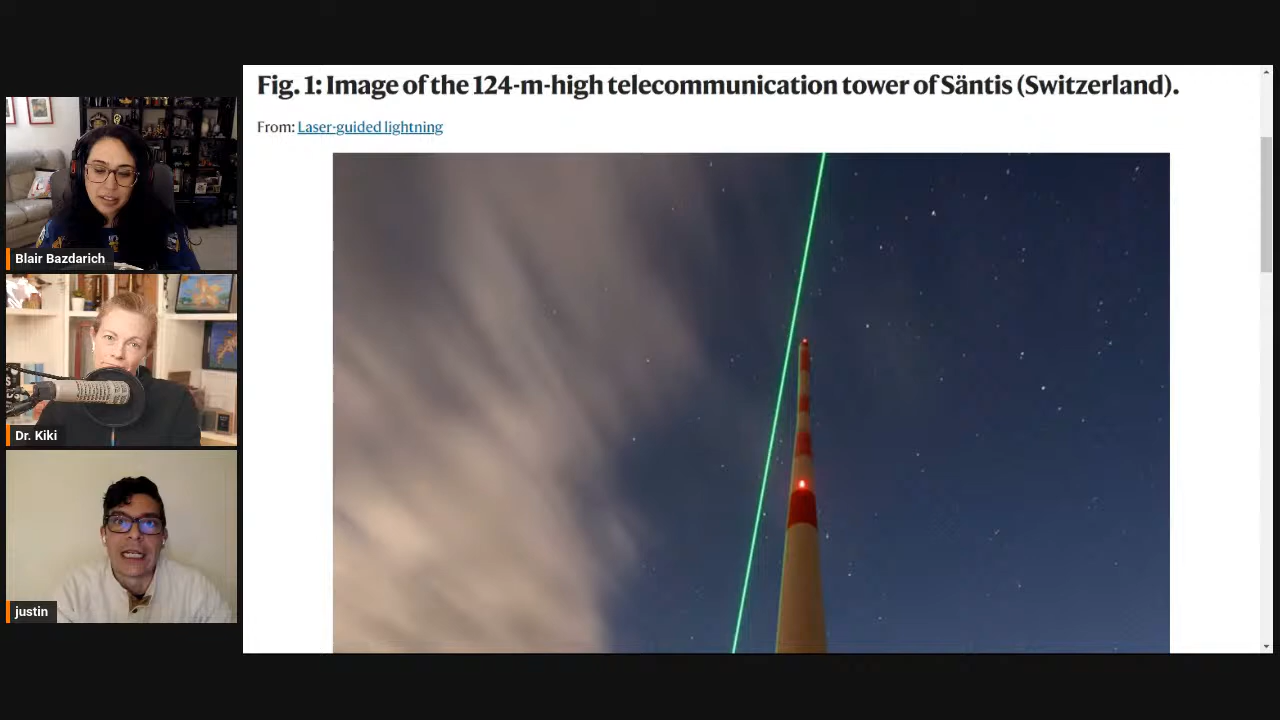 Fig. 1: Image of the 124-m-high telecommunication tower of Säntis (Switzerland).
From: Laser-guided lightning
Blair Bazdarich
Dr. Kiki
justin